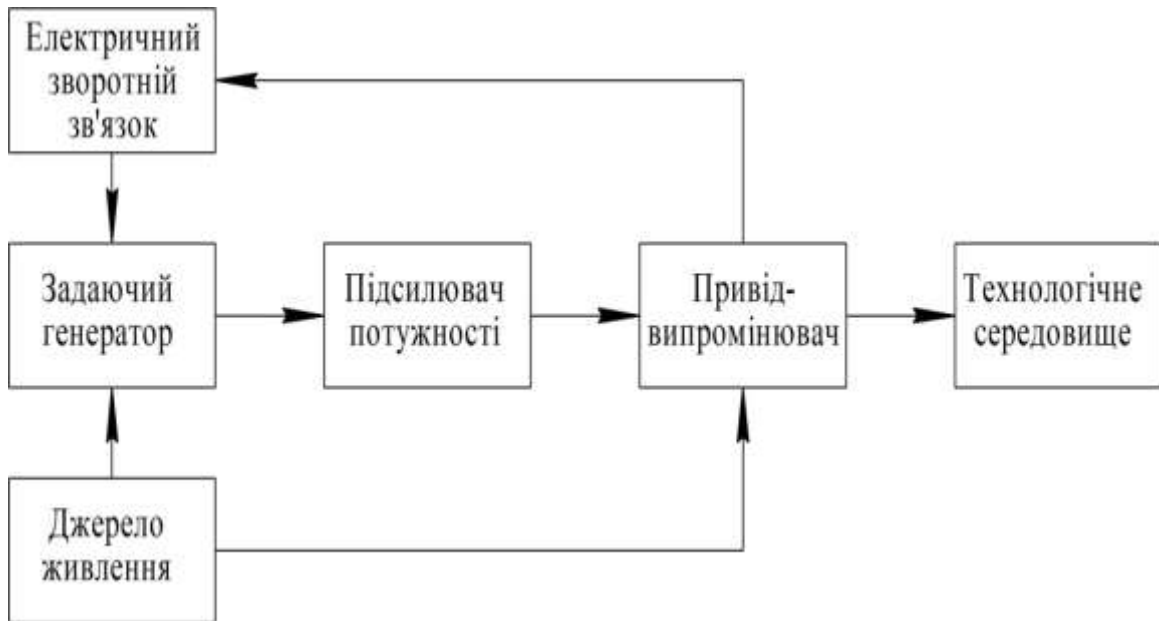 Електричний
зворотній
зв'язок
Задаючий
генератор
Підсилювач
потужності
Привід-
випромінювач
Технологічне
середовище
Джерело
живлення